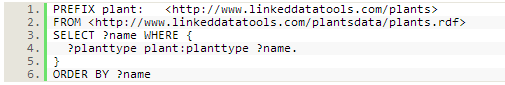 1. PREFIX plant:   <http://www.linkeddatatools.com/plants>
2. FROM <http://www.linkeddatatools.com/plantsdata/plants.rdf>
3. SELECT ?name WHERE {
4.   ?planttype plant:planttype ?name.
5. }
6. ORDER BY ?name